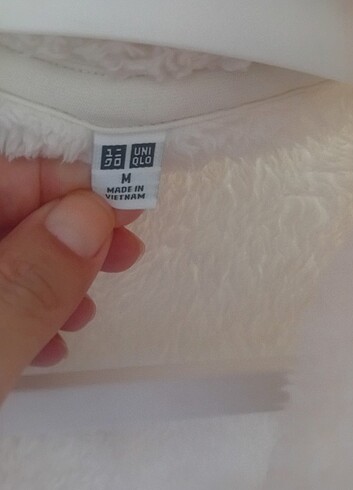 ユニ UNI
クロ QLO
M
MADE IN
VIETNAM